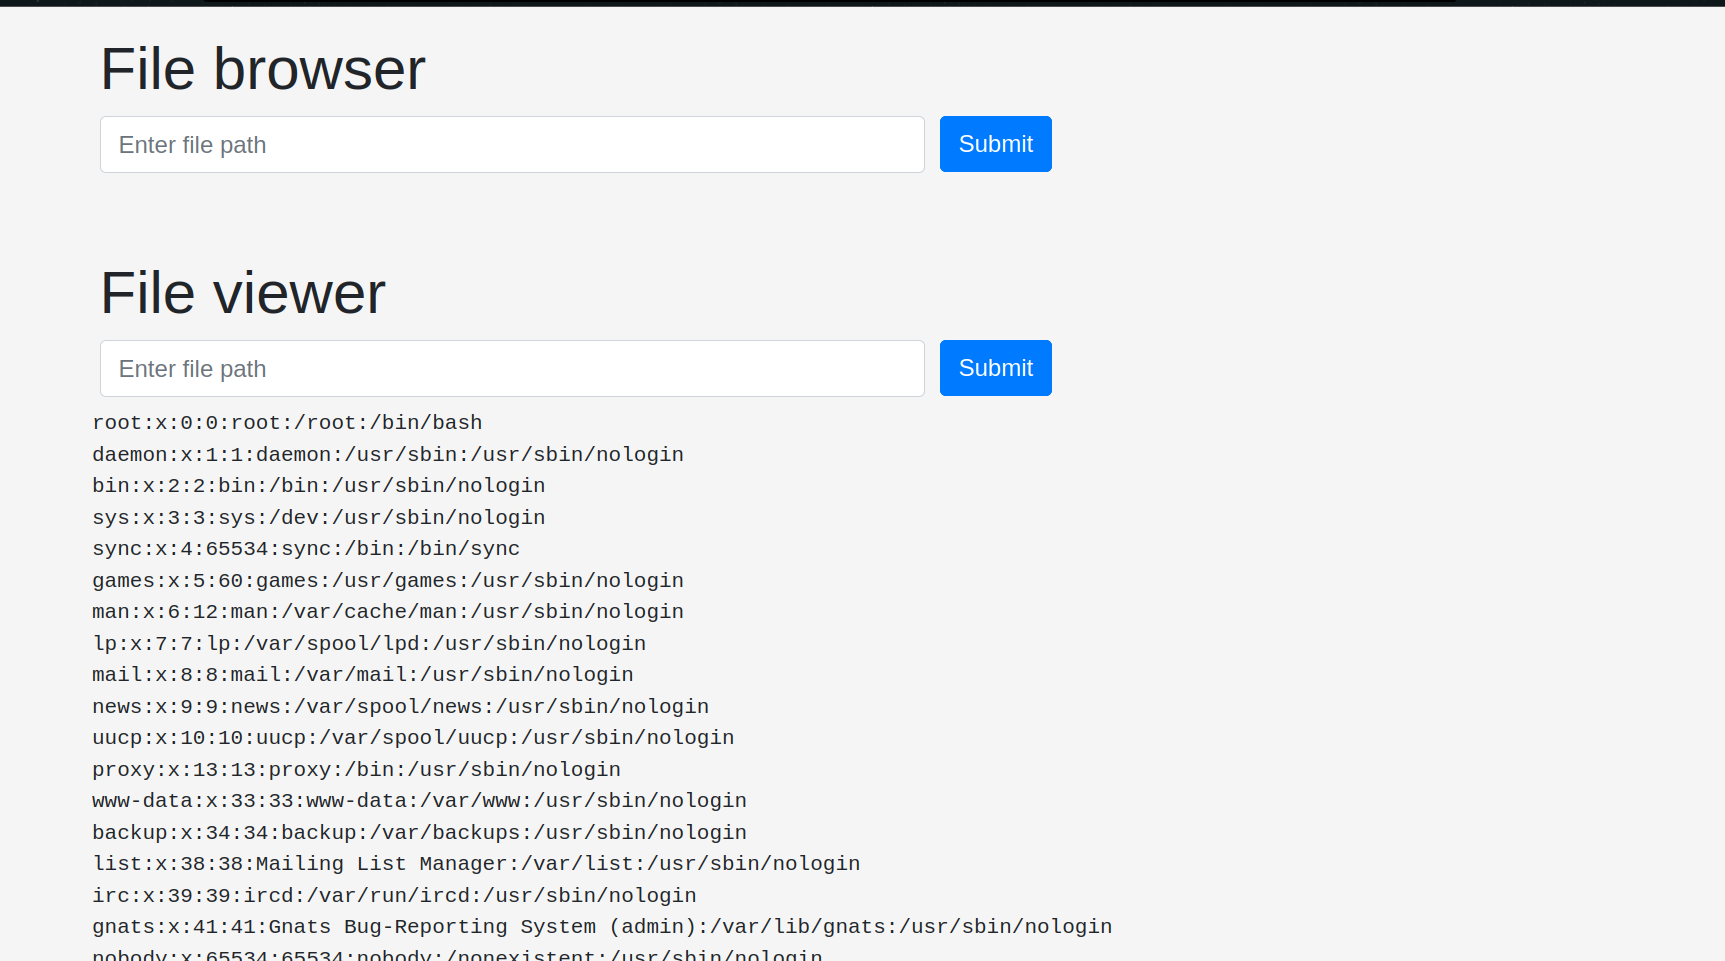 File browser
Enter file path
Submit
File viewer
Enter file path
Submit
root:x:0:0:root:/root:/bin/bash
daemon:x:1:1:daemon:/usr/sbin:/usr/sbin/nologin
bin:x:2:2:bin:/bin:/usr/sbin/nologin
sys:x:3:3:sys:/dev:/usr/sbin/nologin
sync:x:4:65534:sync:/bin:/bin/sync
games:x:5:60:games:/usr/games:/usr/sbin/nologin
man:x:6:12:man:/var/cache/man:/usr/sbin/nologin
lp:x:7:7:lp:/var/spool/lpd:/usr/sbin/nologin
mail:x:8:8:mail:/var/mail:/usr/sbin/nologin
news:x:9:9:news:/var/spool/news:/usr/sbin/nologin
uucp:x:10:10:uucp:/var/spool/uucp:/usr/sbin/nologin
proxy:x:13:13:proxy:/bin:/usr/sbin/nologin
www-data:x:33:33:www-data:/var/www:/usr/sbin/nologin
backup:x:34:34:backup:/var/backups:/usr/sbin/nologin
list:x:38:38:Mailing List Manager:/var/list:/usr/sbin/nologin
irc:x:39:39:ircd:/var/run/ircd:/usr/sbin/nologin
gnats:x:41:41:Gnats Bug-Reporting System (admin):/var/lib/gnats:/usr/sbin/nologin
nobody:x:65534:65534:nobody:/nonexistent:/usr/sbin/nologin